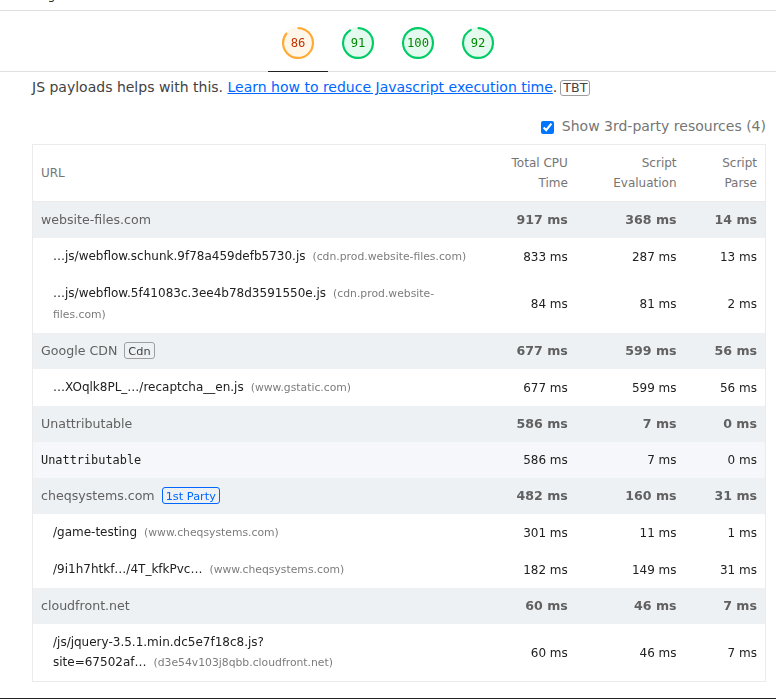 86 91 100 92
JS payloads helps with this. Learn how to reduce Javascript execution time. TBT
Show 3rd-party resources (4)
URL Total CPU Time Script Evaluation Script Parse
website-files.com 917 ms 368 ms 14 ms
…js/webflow.schunk.9f78a459defb5730.js (cdn.prod.website-files.com) 833 ms 287 ms 13 ms
…js/webflow.5f41083c.3ee4b78d3591550e.js (cdn.prod.website-
files.com) 84 ms 81 ms 2 ms
Google CDN Cdn 677 ms 599 ms 56 ms
…XOqlk8PL_…/recaptcha__en.js (www.gstatic.com) 677 ms 599 ms 56 ms
Unattributable 586 ms 7 ms 0 ms
Unattributable 586 ms 7 ms 0 ms
cheqsystems.com 1st Party 482 ms 160 ms 31 ms
/game-testing (www.cheqsystems.com) 301 ms 11 ms 1 ms
/9i1h7htkf…/4T_kfkPvc… (www.cheqsystems.com) 182 ms 149 ms 31 ms
cloudfront.net 60 ms 46 ms 7 ms
/js/jquery-3.5.1.min.dc5e7f18c8.js?
site=67502af… (d3e54v103j8qbb.cloudfront.net) 60 ms 46 ms 7 ms